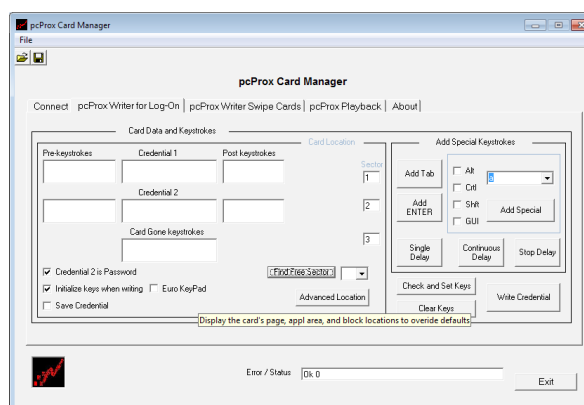 pcProx Card Manager
File
pcProx Card Manager
Connect pcProx Writer for Log-On pcProx Writer Swipe Cards pcProx Playback About
Card Data and Keystrokes
Card Location
Pre-keystrokes Credential 1 Post keystrokes
Sector
1
Credential 2
2
Card Gone keystrokes
3
Credential 2 is Password
Find Free Sector
Initialize keys when writing Euro KeyPad
Advanced Location
Save Credential
Add Special Keystrokes
Add Tab
Alt
a
Crtl
Add ENTER
Shft
Add Special
GUI
Single Delay
Continuous Delay
Stop Delay
Check and Set Keys
Write Credential
Clear Keys
Display the card's page, appl area, and block locations to overide defaults
Error / Status Ok 0
Exit